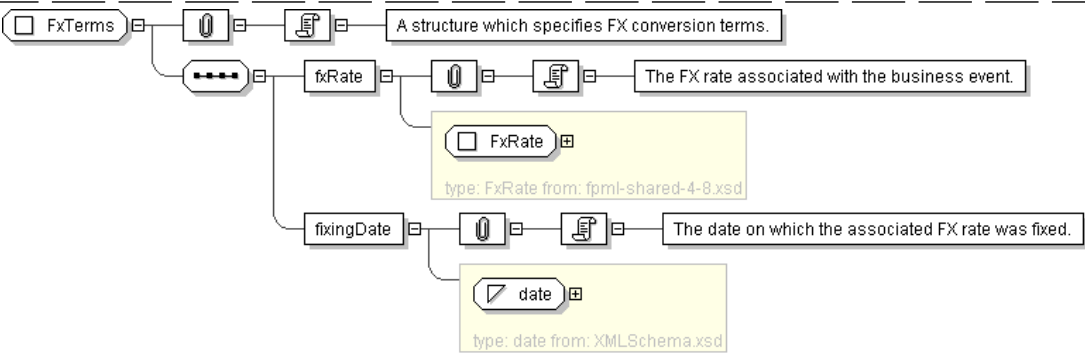 FxTerms
A structure which specifies FX conversion terms.
fxRate
The FX rate associated with the business event.
FxRate
type: FxRate from: fpml-shared-4-8.xsd
fixingDate
The date on which the associated FX rate was fixed.
date
type: date from: XMLSchema.xsd